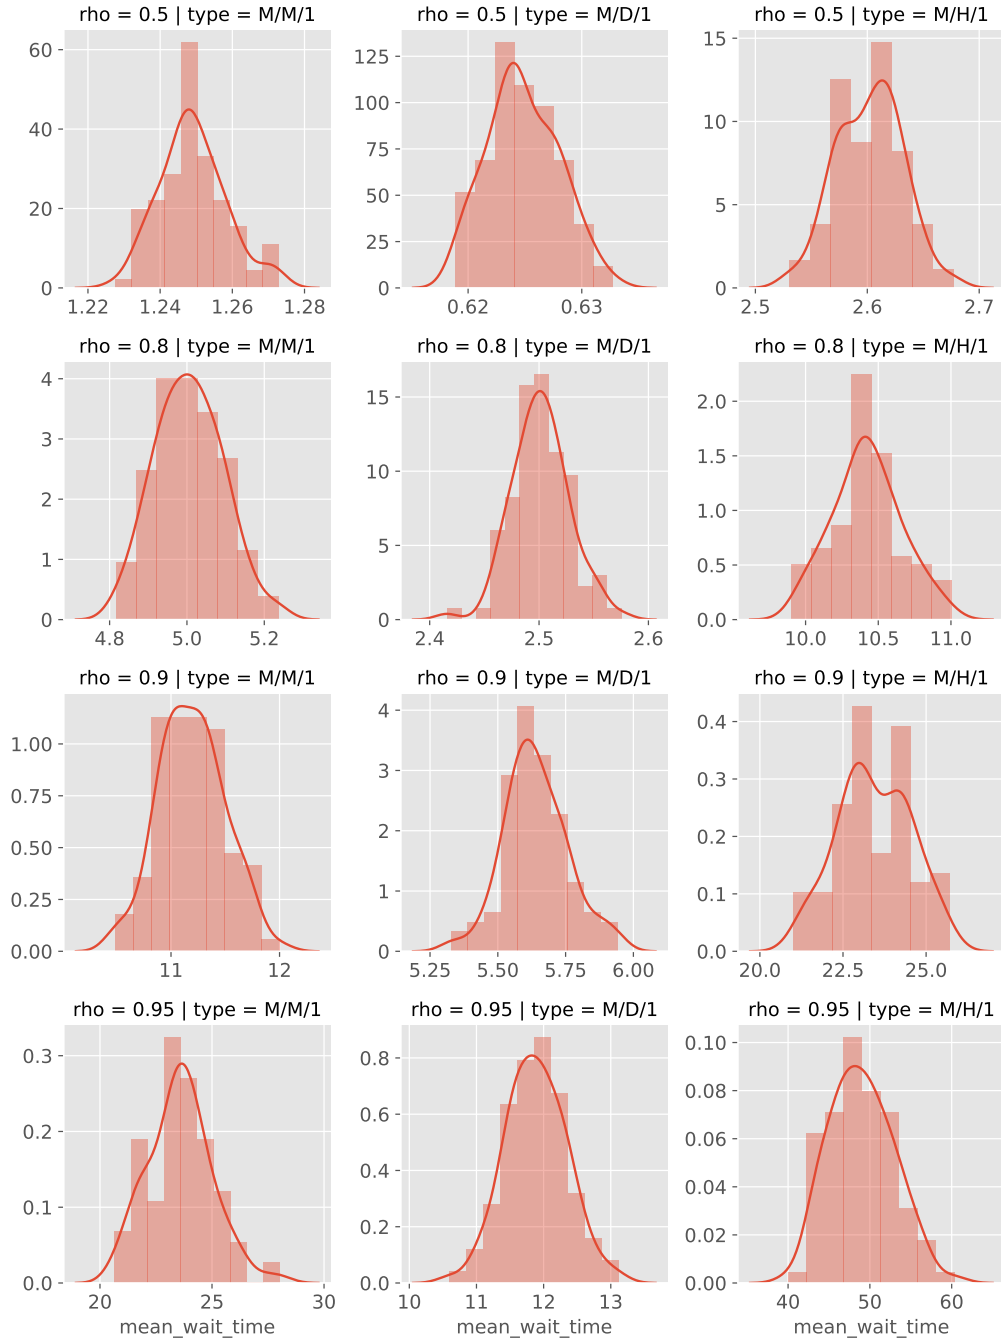 rho = 0.5 | type = M/M/1
rho = 0.5 | type = M/D/1
rho = 0.5 | type = M/H/1
60
40
20
0
1.22 1.24 1.26 1.28
125
100
75
50
25
0
0.62 0.63
15
10
5
0
2.5 2.6 2.7
rho = 0.8 | type = M/M/1
rho = 0.8 | type = M/D/1
rho = 0.8 | type = M/H/1
4
3
2
1
0
4.8 5.0 5.2
15
10
5
0
2.4 2.5 2.6
2.0
1.5
1.0
0.5
0.0
10.0 10.5 11.0
rho = 0.9 | type = M/M/1
rho = 0.9 | type = M/D/1
rho = 0.9 | type = M/H/1
1.00
0.75
0.50
0.25
0.00
11 12
4
3
2
1
0
5.25 5.50 5.75 6.00
0.4
0.3
0.2
0.1
0.0
20.0 22.5 25.0
rho = 0.95 | type = M/M/1
rho = 0.95 | type = M/D/1
rho = 0.95 | type = M/H/1
0.3
0.2
0.1
0.0
20 25 30
mean_wait_time
0.8
0.6
0.4
0.2
0.0
10 11 12 13
mean_wait_time
0.10
0.08
0.06
0.04
0.02
0.00
40 50 60
mean_wait_time